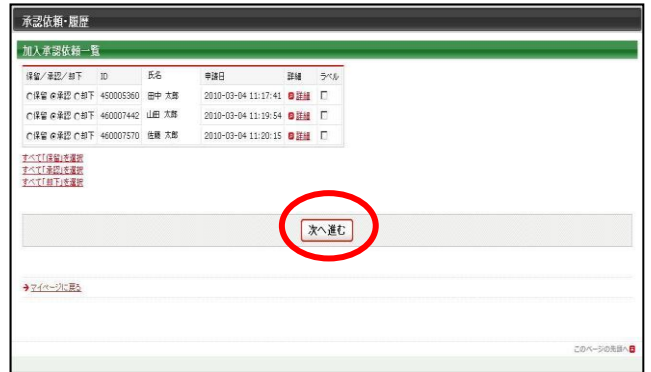 承認依頼・履歴
加入承認依頼一覧
保留/承認/却下 ID 氏名 申請日 詳細 ラベル
保留 承認 却下 450005360 田中 太郎 2010-03-04 11:17:41 詳細
保留 承認 却下 460007442 山田 太郎 2010-03-04 11:19:54 詳細
保留 承認 却下 460007570 佐藤 太郎 2010-03-04 11:20:15 詳細
すべて「保留」を選択
すべて「承認」を選択
すべて「却下」を選択
次へ進む
マイページに戻る
このページの先頭へ